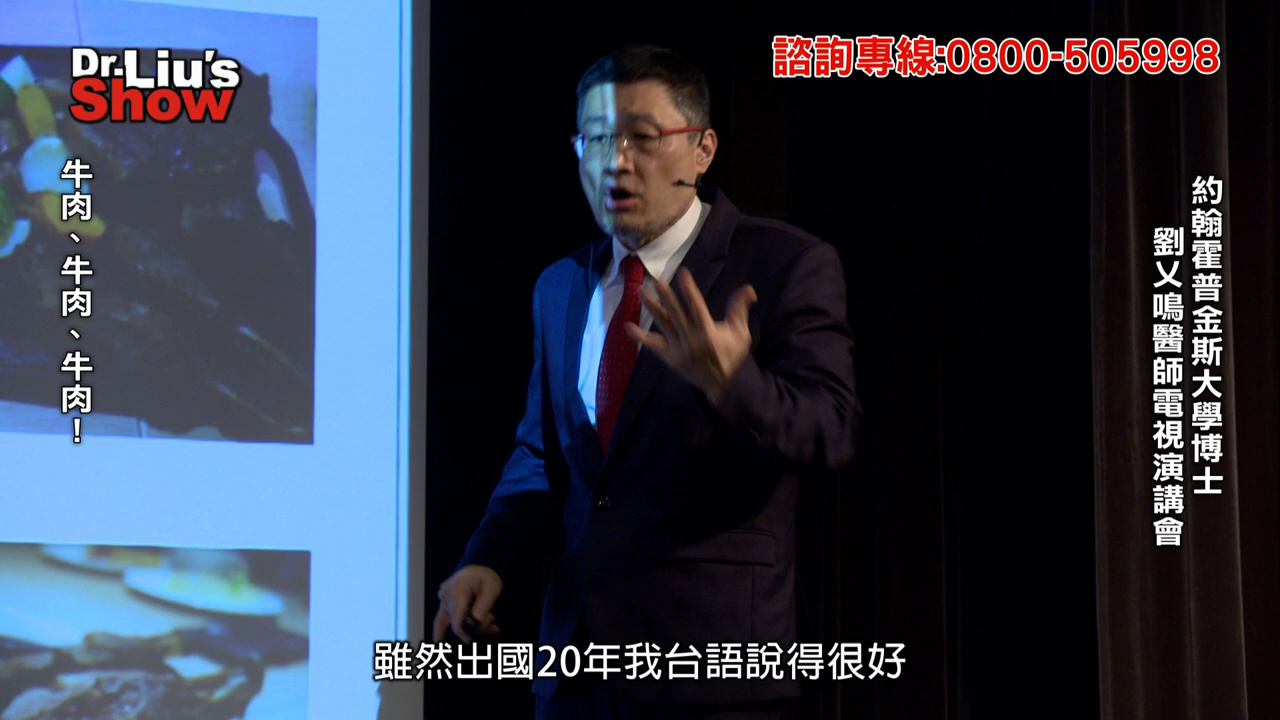 Dr.Liu's
Show
諮詢專線:0800-505998
牛肉、牛肉、牛肉！
約翰霍普金斯大學博士
劉乂鳴醫師電視演講會
雖然出國20年我台語說得很好